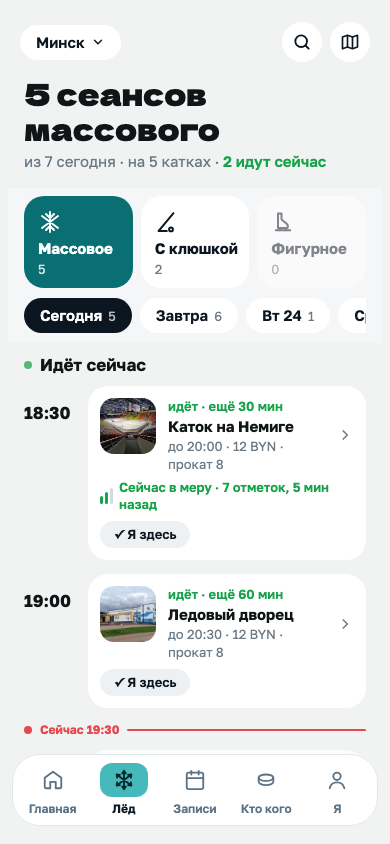 Минск
5 сеансов
массового
из 7 сегодня · на 5 катках · 2 идут сейчас
Массовое
5
С клюшкой
2
Фигурное
0
Сегодня 5
Завтра 6
Вт 24 1
Идёт сейчас
18:30
идёт · ещё 30 мин
Каток на Немиге
до 20:00 · 12 BYN ·
прокат 8
Сейчас в меру · 7 отметок, 5 мин
назад
✓ Я здесь
19:00
идёт · ещё 60 мин
Ледовый дворец
до 20:30 · 12 BYN ·
прокат 8
✓ Я здесь
Сейчас 19:30
Главная
Лёд
Записи
Кто кого
Я